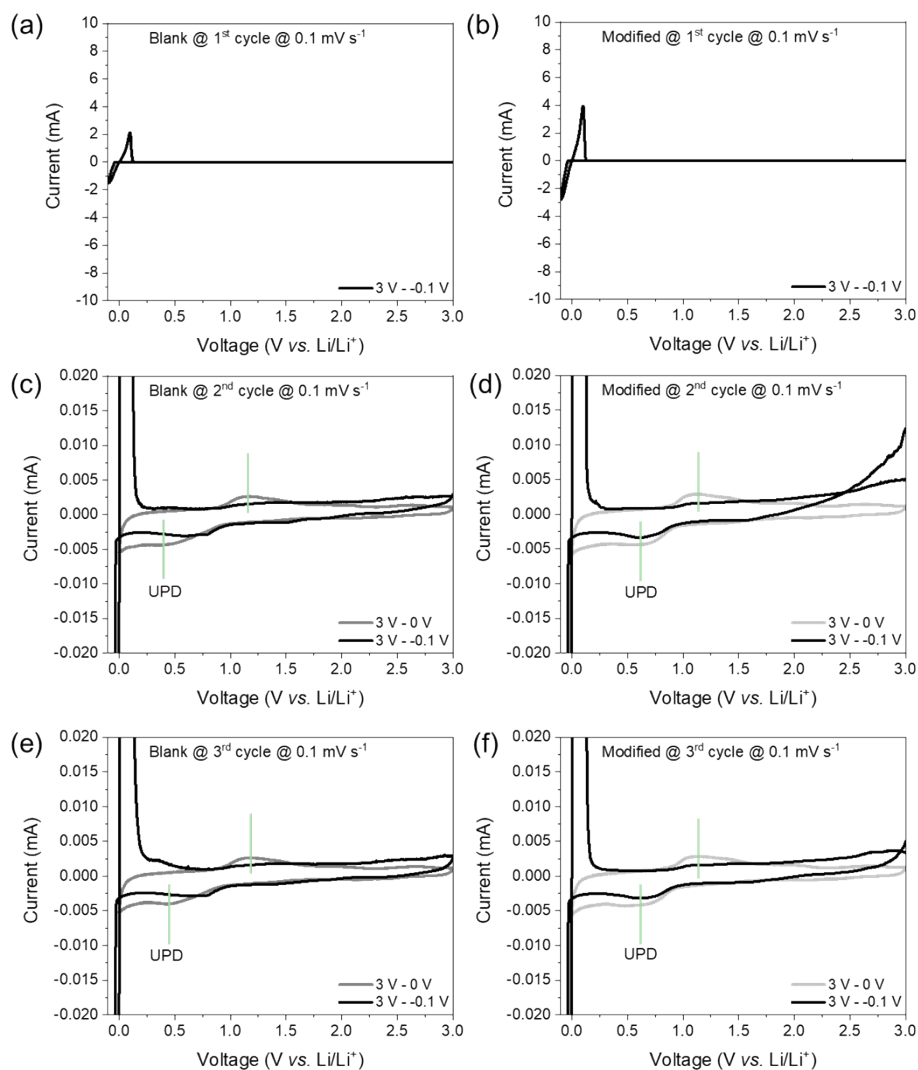 (a)
Blank @ 1st cycle @ 0.1 mV s⁻¹
10
8
6
4
2
0
-2
-4
-6
-8
-10
Current (mA)
3 V - -0.1 V
0.0 0.5 1.0 1.5 2.0 2.5 3.0
Voltage (V vs. Li/Li⁺)
(b)
Modified @ 1st cycle @ 0.1 mV s⁻¹
10
8
6
4
2
0
-2
-4
-6
-8
-10
Current (mA)
3 V - -0.1 V
0.0 0.5 1.0 1.5 2.0 2.5 3.0
Voltage (V vs. Li/Li⁺)
(c)
Blank @ 2nd cycle @ 0.1 mV s⁻¹
0.020
0.015
0.010
0.005
0.000
-0.005
-0.010
-0.015
-0.020
Current (mA)
UPD
3 V - 0 V
3 V - -0.1 V
0.0 0.5 1.0 1.5 2.0 2.5 3.0
Voltage (V vs. Li/Li⁺)
(d)
Modified @ 2nd cycle @ 0.1 mV s⁻¹
0.020
0.015
0.010
0.005
0.000
-0.005
-0.010
-0.015
-0.020
Current (mA)
UPD
3 V - 0 V
3 V - -0.1 V
0.0 0.5 1.0 1.5 2.0 2.5 3.0
Voltage (V vs. Li/Li⁺)
(e)
Blank @ 3rd cycle @ 0.1 mV s⁻¹
0.020
0.015
0.010
0.005
0.000
-0.005
-0.010
-0.015
-0.020
Current (mA)
UPD
3 V - 0 V
3 V - -0.1 V
0.0 0.5 1.0 1.5 2.0 2.5 3.0
Voltage (V vs. Li/Li⁺)
(f)
Modified @ 3rd cycle @ 0.1 mV s⁻¹
0.020
0.015
0.010
0.005
0.000
-0.005
-0.010
-0.015
-0.020
Current (mA)
UPD
3 V - 0 V
3 V - -0.1 V
0.0 0.5 1.0 1.5 2.0 2.5 3.0
Voltage (V vs. Li/Li⁺)